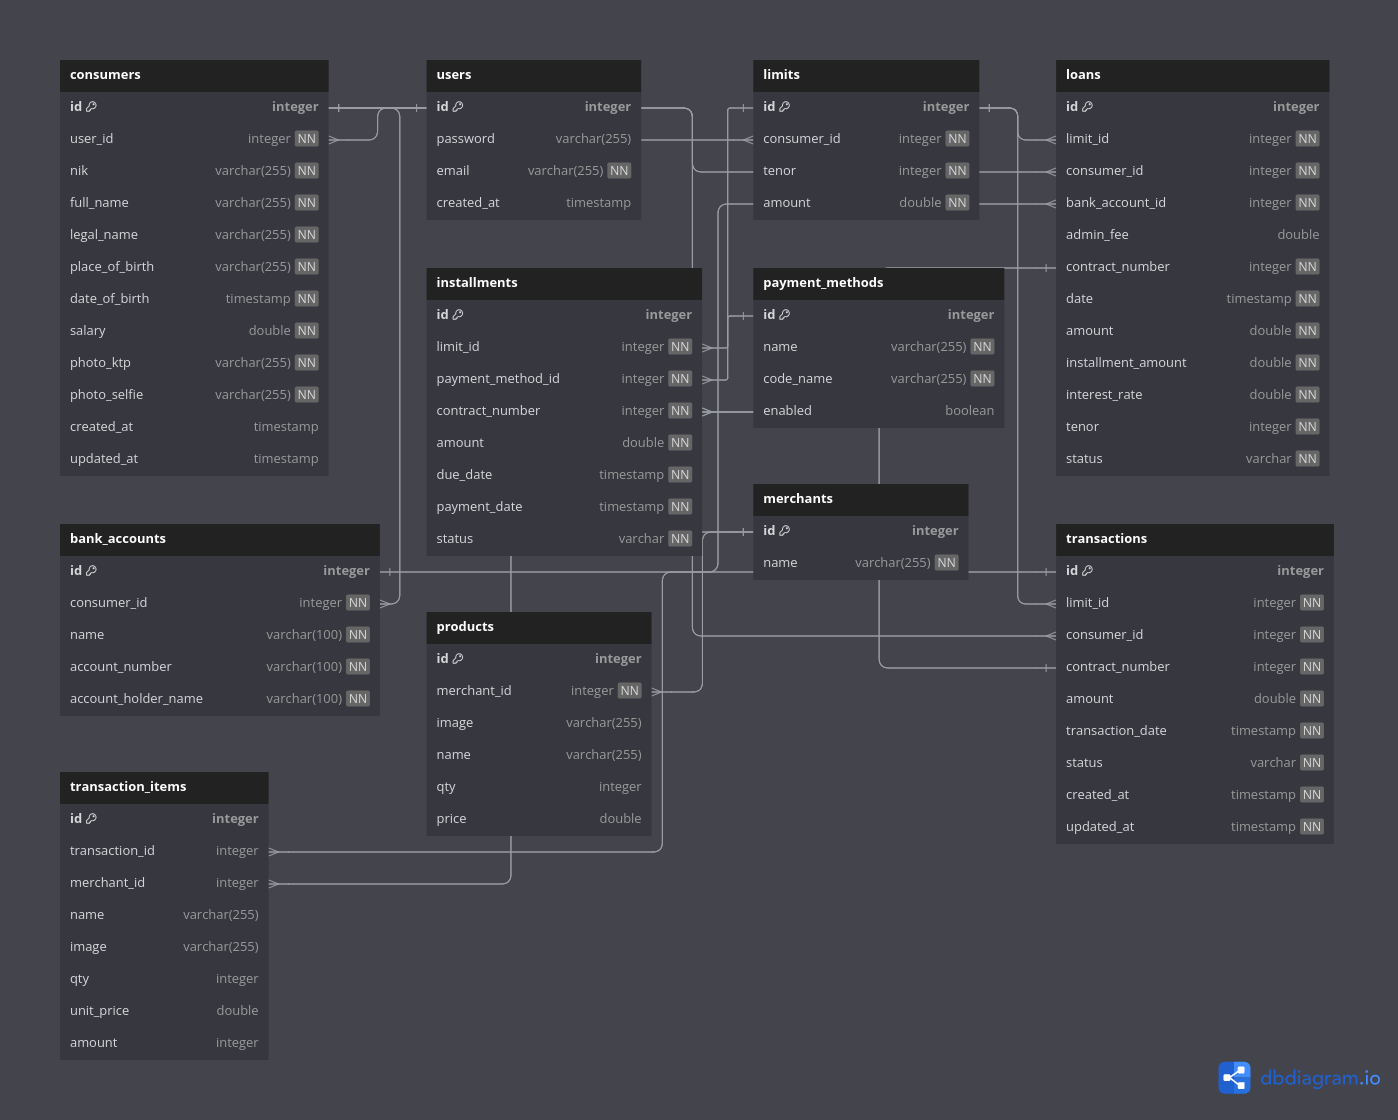 consumers
id integer
user_id integer NN
nik varchar(255) NN
full_name varchar(255) NN
legal_name varchar(255) NN
place_of_birth varchar(255) NN
date_of_birth timestamp NN
salary double NN
photo_ktp varchar(255) NN
photo_selfie varchar(255) NN
created_at timestamp
updated_at timestamp
users
id integer
password varchar(255)
email varchar(255) NN
created_at timestamp
limits
id integer
consumer_id integer NN
tenor integer NN
amount double NN
loans
id integer
limit_id integer NN
consumer_id integer NN
bank_account_id integer NN
admin_fee double
contract_number integer NN
date timestamp NN
amount double NN
installment_amount double NN
interest_rate double NN
tenor integer NN
status varchar NN
installments
id integer
limit_id integer NN
payment_method_id integer NN
contract_number integer NN
amount double NN
due_date timestamp NN
payment_date timestamp NN
status varchar NN
payment_methods
id integer
name varchar(255) NN
code_name varchar(255) NN
enabled boolean
merchants
id integer
name varchar(255) NN
bank_accounts
id integer
consumer_id integer NN
name varchar(100) NN
account_number varchar(100) NN
account_holder_name varchar(100) NN
transactions
id integer
limit_id integer NN
consumer_id integer NN
contract_number integer NN
amount double NN
transaction_date timestamp NN
status varchar NN
created_at timestamp NN
updated_at timestamp NN
products
id integer
merchant_id integer NN
image varchar(255)
name varchar(255)
qty integer
price double
transaction_items
id integer
transaction_id integer
merchant_id integer
name varchar(255)
image varchar(255)
qty integer
unit_price double
amount integer
dbdiagram.io